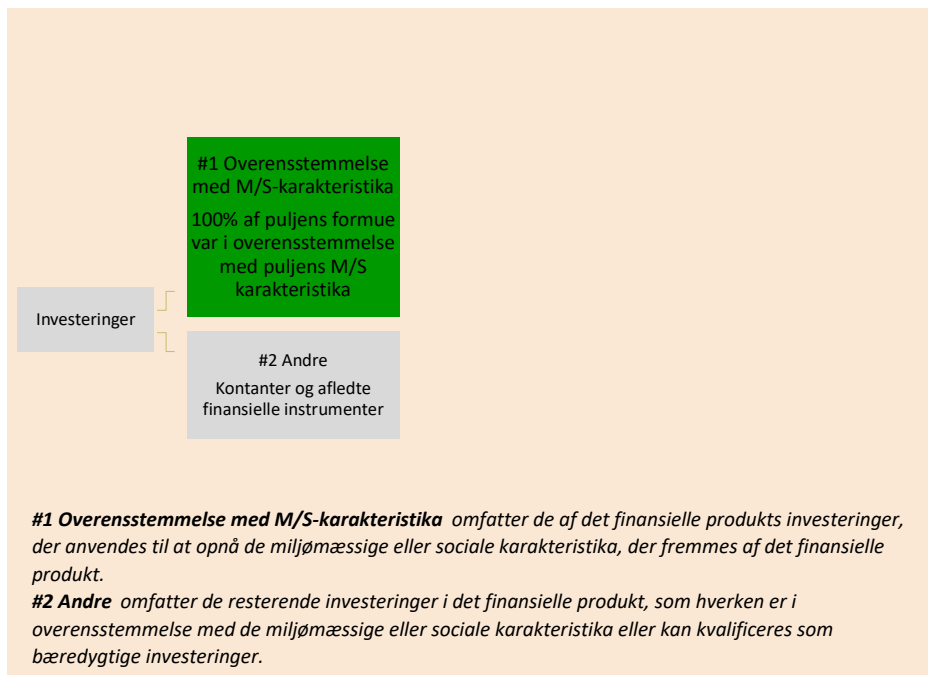 #1 Overensstemmelse
med M/S-karakteristika
100% af puljens formue
var i overensstemmelse
med puljens M/S
karakteristika
Investeringer
#2 Andre
Kontanter og afledte
finansielle instrumenter
#1 Overensstemmelse med M/S-karakteristika omfatter de af det finansielle produkts investeringer,
der anvendes til at opnå de miljømæssige eller sociale karakteristika, der fremmes af det finansielle
produkt.
#2 Andre omfatter de resterende investeringer i det finansielle produkt, som hverken er i
overensstemmelse med de miljømæssige eller sociale karakteristika eller kan kvalificeres som
bæredygtige investeringer.